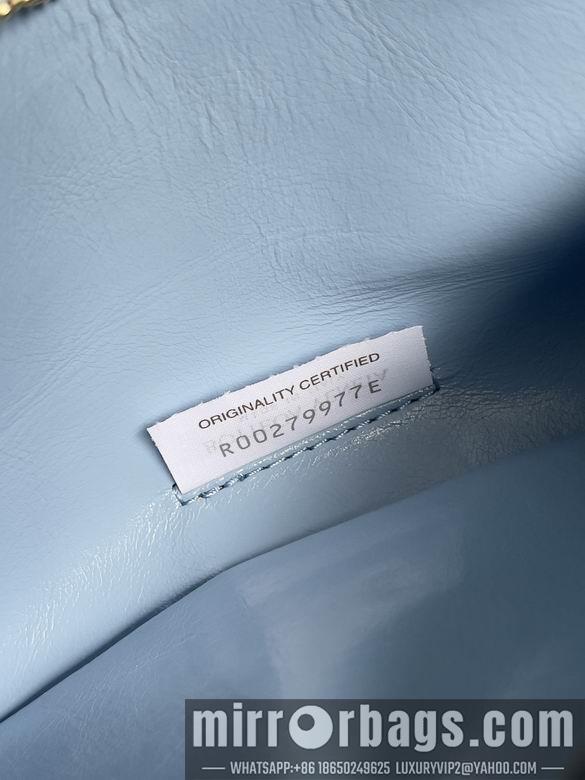 ORIGINALITY CERTIFIED
R00279977E
mirrorbags.com
WHATSAPP:+86 18650249625 LUXURYVIP2@YAHOO.COM